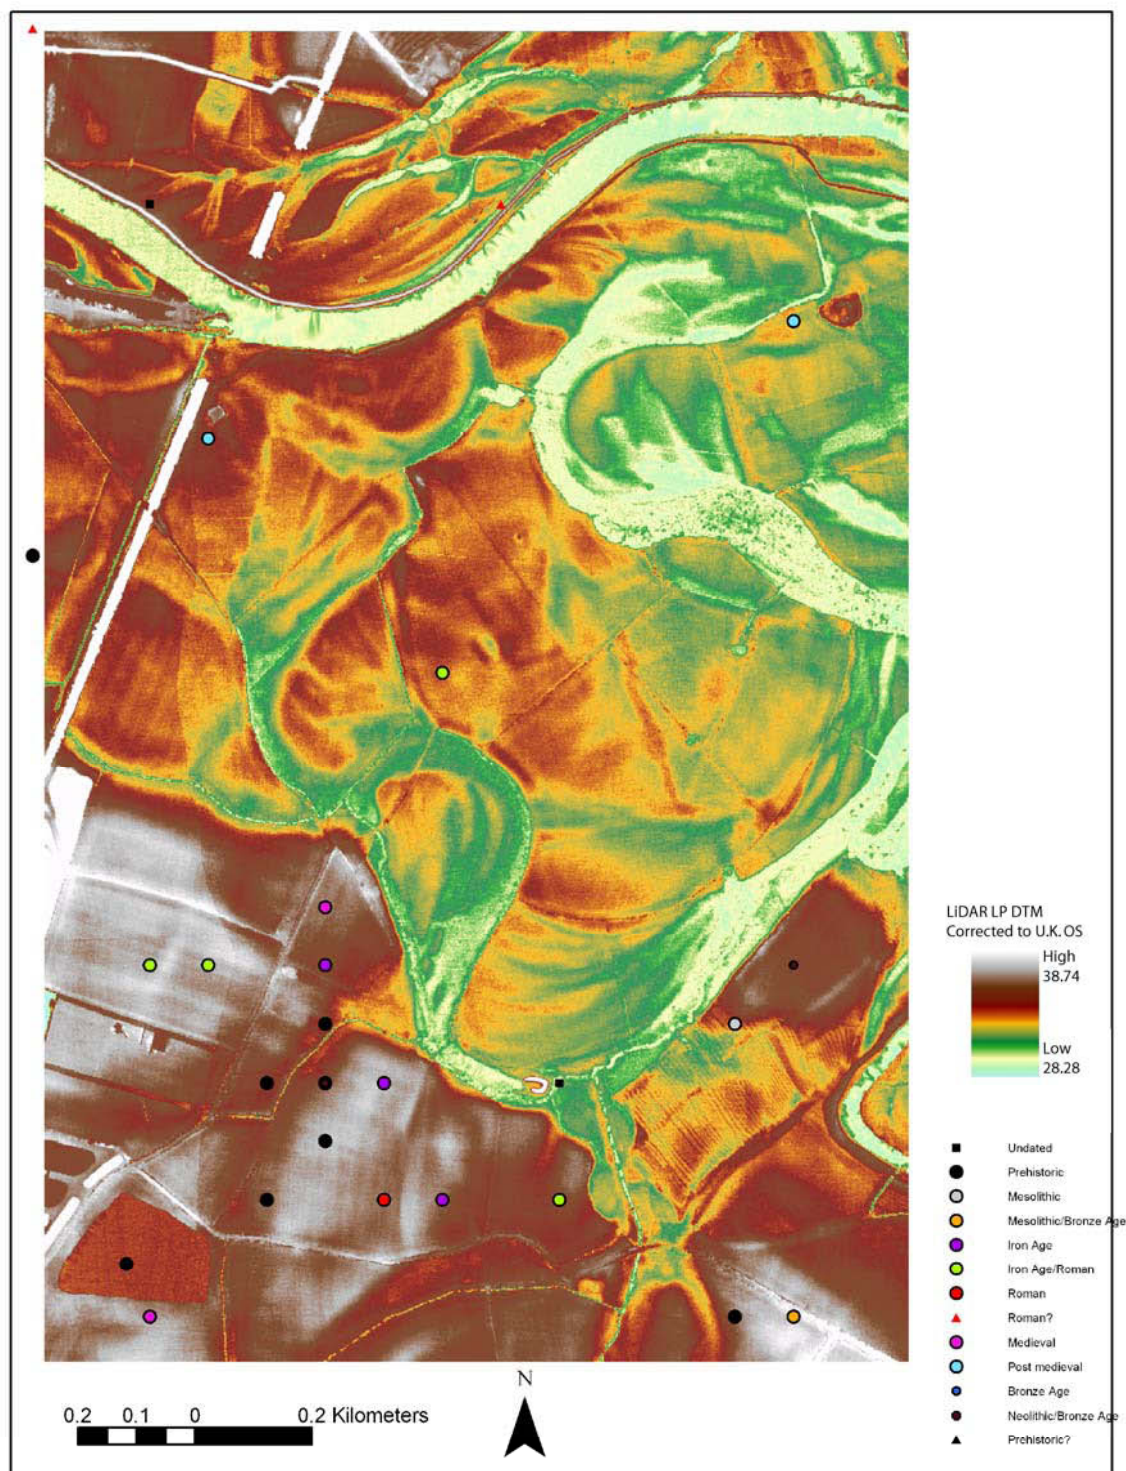 LiDAR LP DTM
Corrected to U.K. OS
High
38.74
Low
28.28
Undated
Prehistoric
Mesolithic
Mesolithic/Bronze Age
Iron Age
Iron Age/Roman
Roman
Roman?
Medieval
Post medieval
Bronze Age
Neolithic/Bronze Age
Prehistoric?
N
0.2 0.1 0 0.2 Kilometers